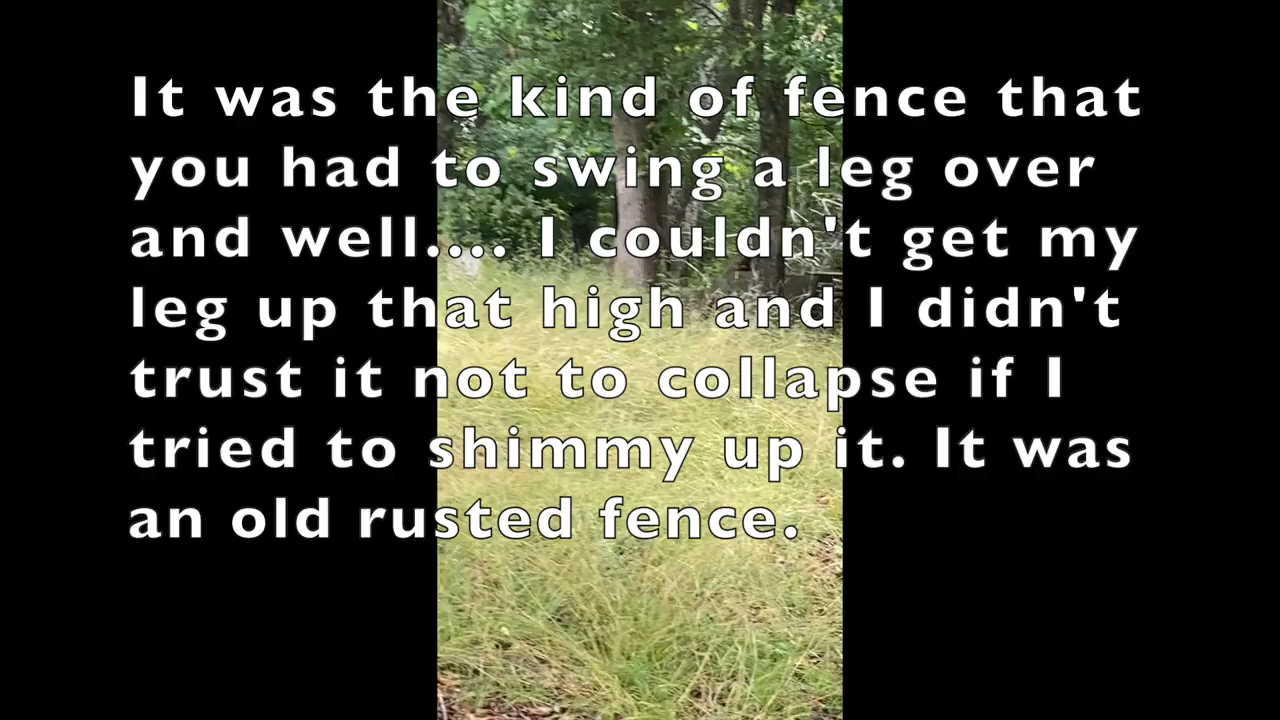 It was the kind of fence that
you had to swing a leg over
and well.... I couldn't get my
leg up that high and I didn't
trust it not to collapse if I
tried to shimmy up it. It was
an old rusted fence.